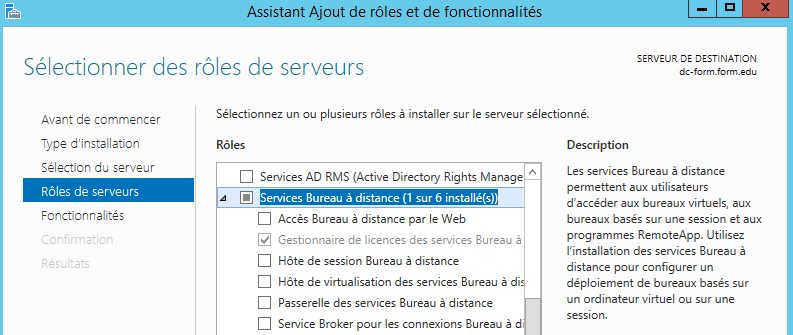 Assistant Ajout de rôles et de fonctionnalités
Sélectionner des rôles de serveurs
SERVEUR DE DESTINATION
dc-form.form.edu
Avant de commencer
Type d'installation
Sélection du serveur
Rôles de serveurs
Fonctionnalités
Confirmation
Résultats
Sélectionnez un ou plusieurs rôles à installer sur le serveur sélectionné.
Rôles
Services AD RMS (Active Directory Rights Manage
Services Bureau à distance (1 sur 6 installé(s))
Accès Bureau à distance par le Web
Gestionnaire de licences des services Bureau à
Hôte de session Bureau à distance
Hôte de virtualisation des services Bureau à dis
Passerelle des services Bureau à distance
Service Broker pour les connexions Bureau à d
Description
Les services Bureau à distance
permettent aux utilisateurs
d'accéder aux bureaux virtuels, aux
bureaux basés sur une session et aux
programmes RemoteApp. Utilisez
l'installation des services Bureau à
distance pour configurer un
déploiement de bureaux basés sur
un ordinateur virtuel ou sur une
session.